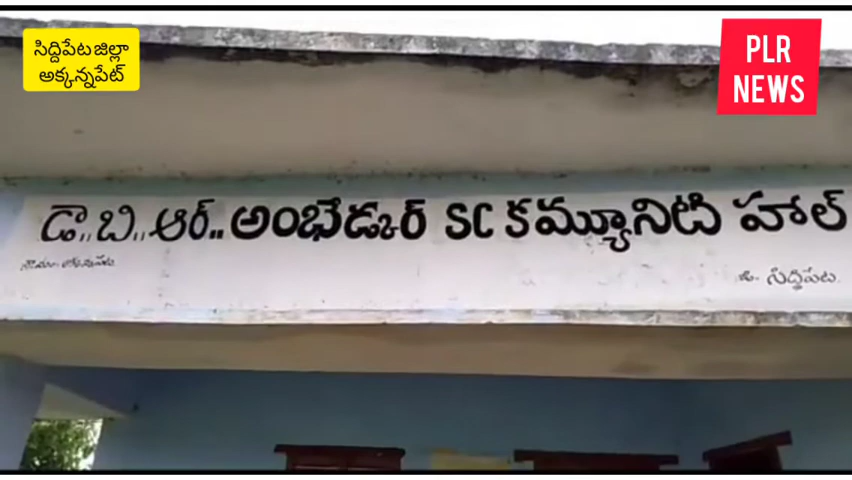 సిద్దిపేట జిల్లా
అక్కన్నపేట్
PLR
NEWS
డా,, బి,, ఆర్.. అంబేడ్కర్ SC కమ్యూనిటి హాల్
జి. సిద్ధిపేట.